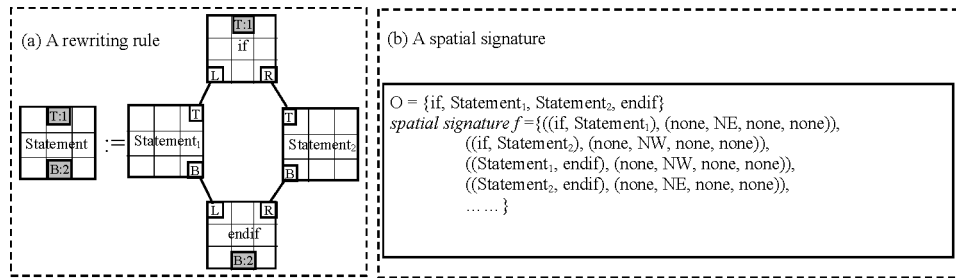 (a) A rewriting rule
T:1
if
L R
T:1
Statement
B:2
:=
T
Statement₁
B
T
Statement₂
B
L R
endif
B:2
(b) A spatial signature
O = {if, Statement₁, Statement₂, endif}
spatial signature f ={((if, Statement₁), (none, NE, none, none)),
((if, Statement₂), (none, NW, none, none)),
((Statement₁, endif), (none, NW, none, none)),
((Statement₂, endif), (none, NE, none, none)),
... ... }